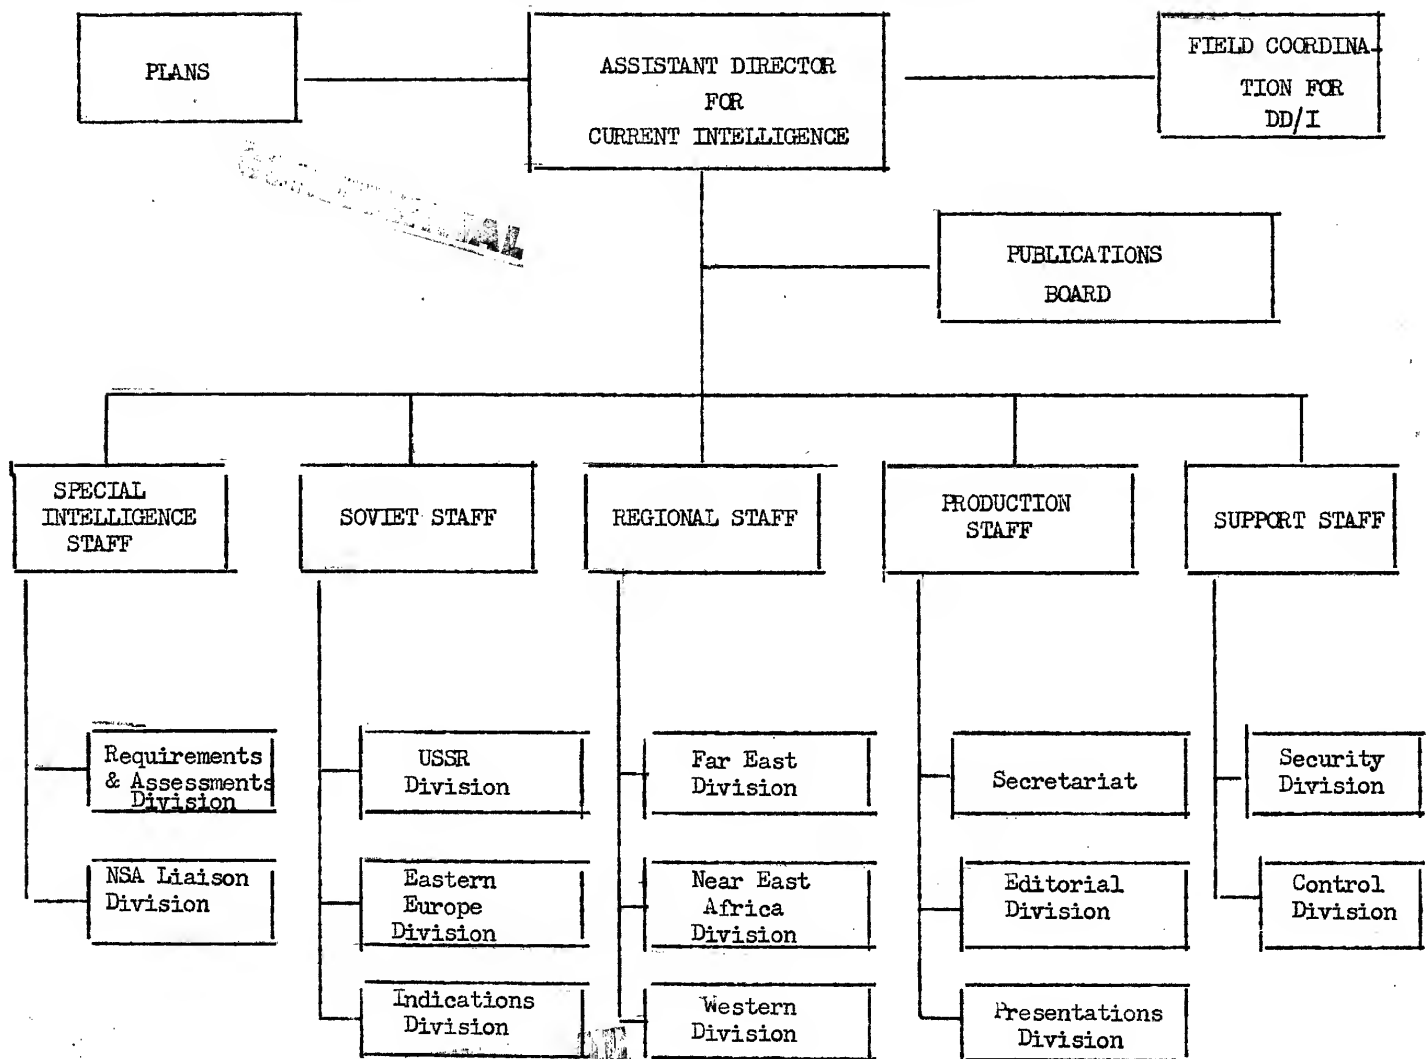 PLANS
ASSISTANT DIRECTOR
FOR
CURRENT INTELLIGENCE
FIELD COORDINA-
TION FOR
DD/I
PUBLICATIONS
BOARD
SPECIAL
INTELLIGENCE
STAFF
SOVIET STAFF
REGIONAL STAFF
PRODUCTION
STAFF
SUPPORT STAFF
Requirements
& Assessments
Division
NSA Liaison
Division
USSR
Division
Eastern
Europe
Division
Indications
Division
Far East
Division
Near East
Africa
Division
Western
Division
Secretariat
Editorial
Division
Presentations
Division
Security
Division
Control
Division